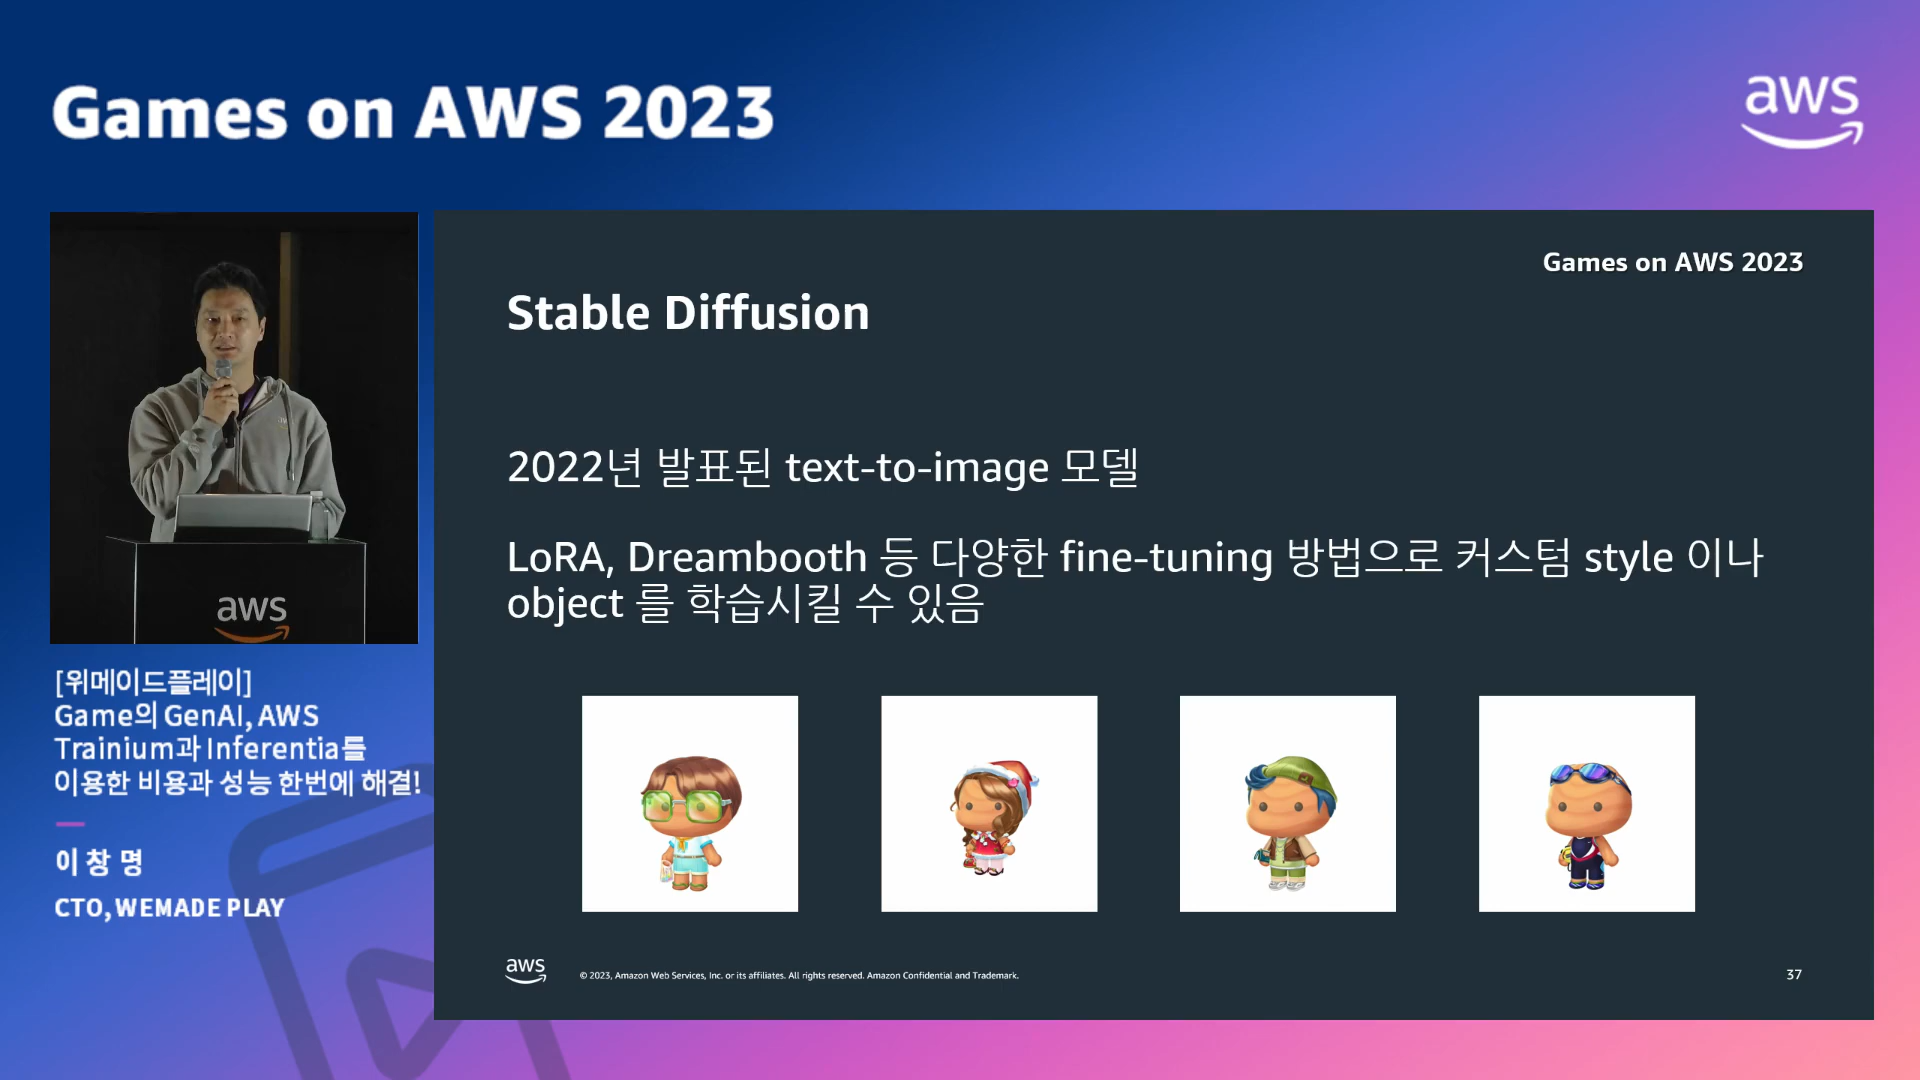 Games on AWS 2023
aws
Games on AWS 2023
Stable Diffusion
2022년 발표된 text-to-image 모델
LoRA, Dreambooth 등 다양한 fine-tuning 방법으로 커스텀 style 이나
object 를 학습시킬 수 있음
aws
© 2023, Amazon Web Services, Inc. or its affiliates. All rights reserved. Amazon Confidential and Trademark.
37
aws
[위메이드플레이]
Game의 GenAI, AWS
Trainium과 Inferentia를
이용한 비용과 성능 한번에 해결!
이 창 명
CTO, WEMADE PLAY